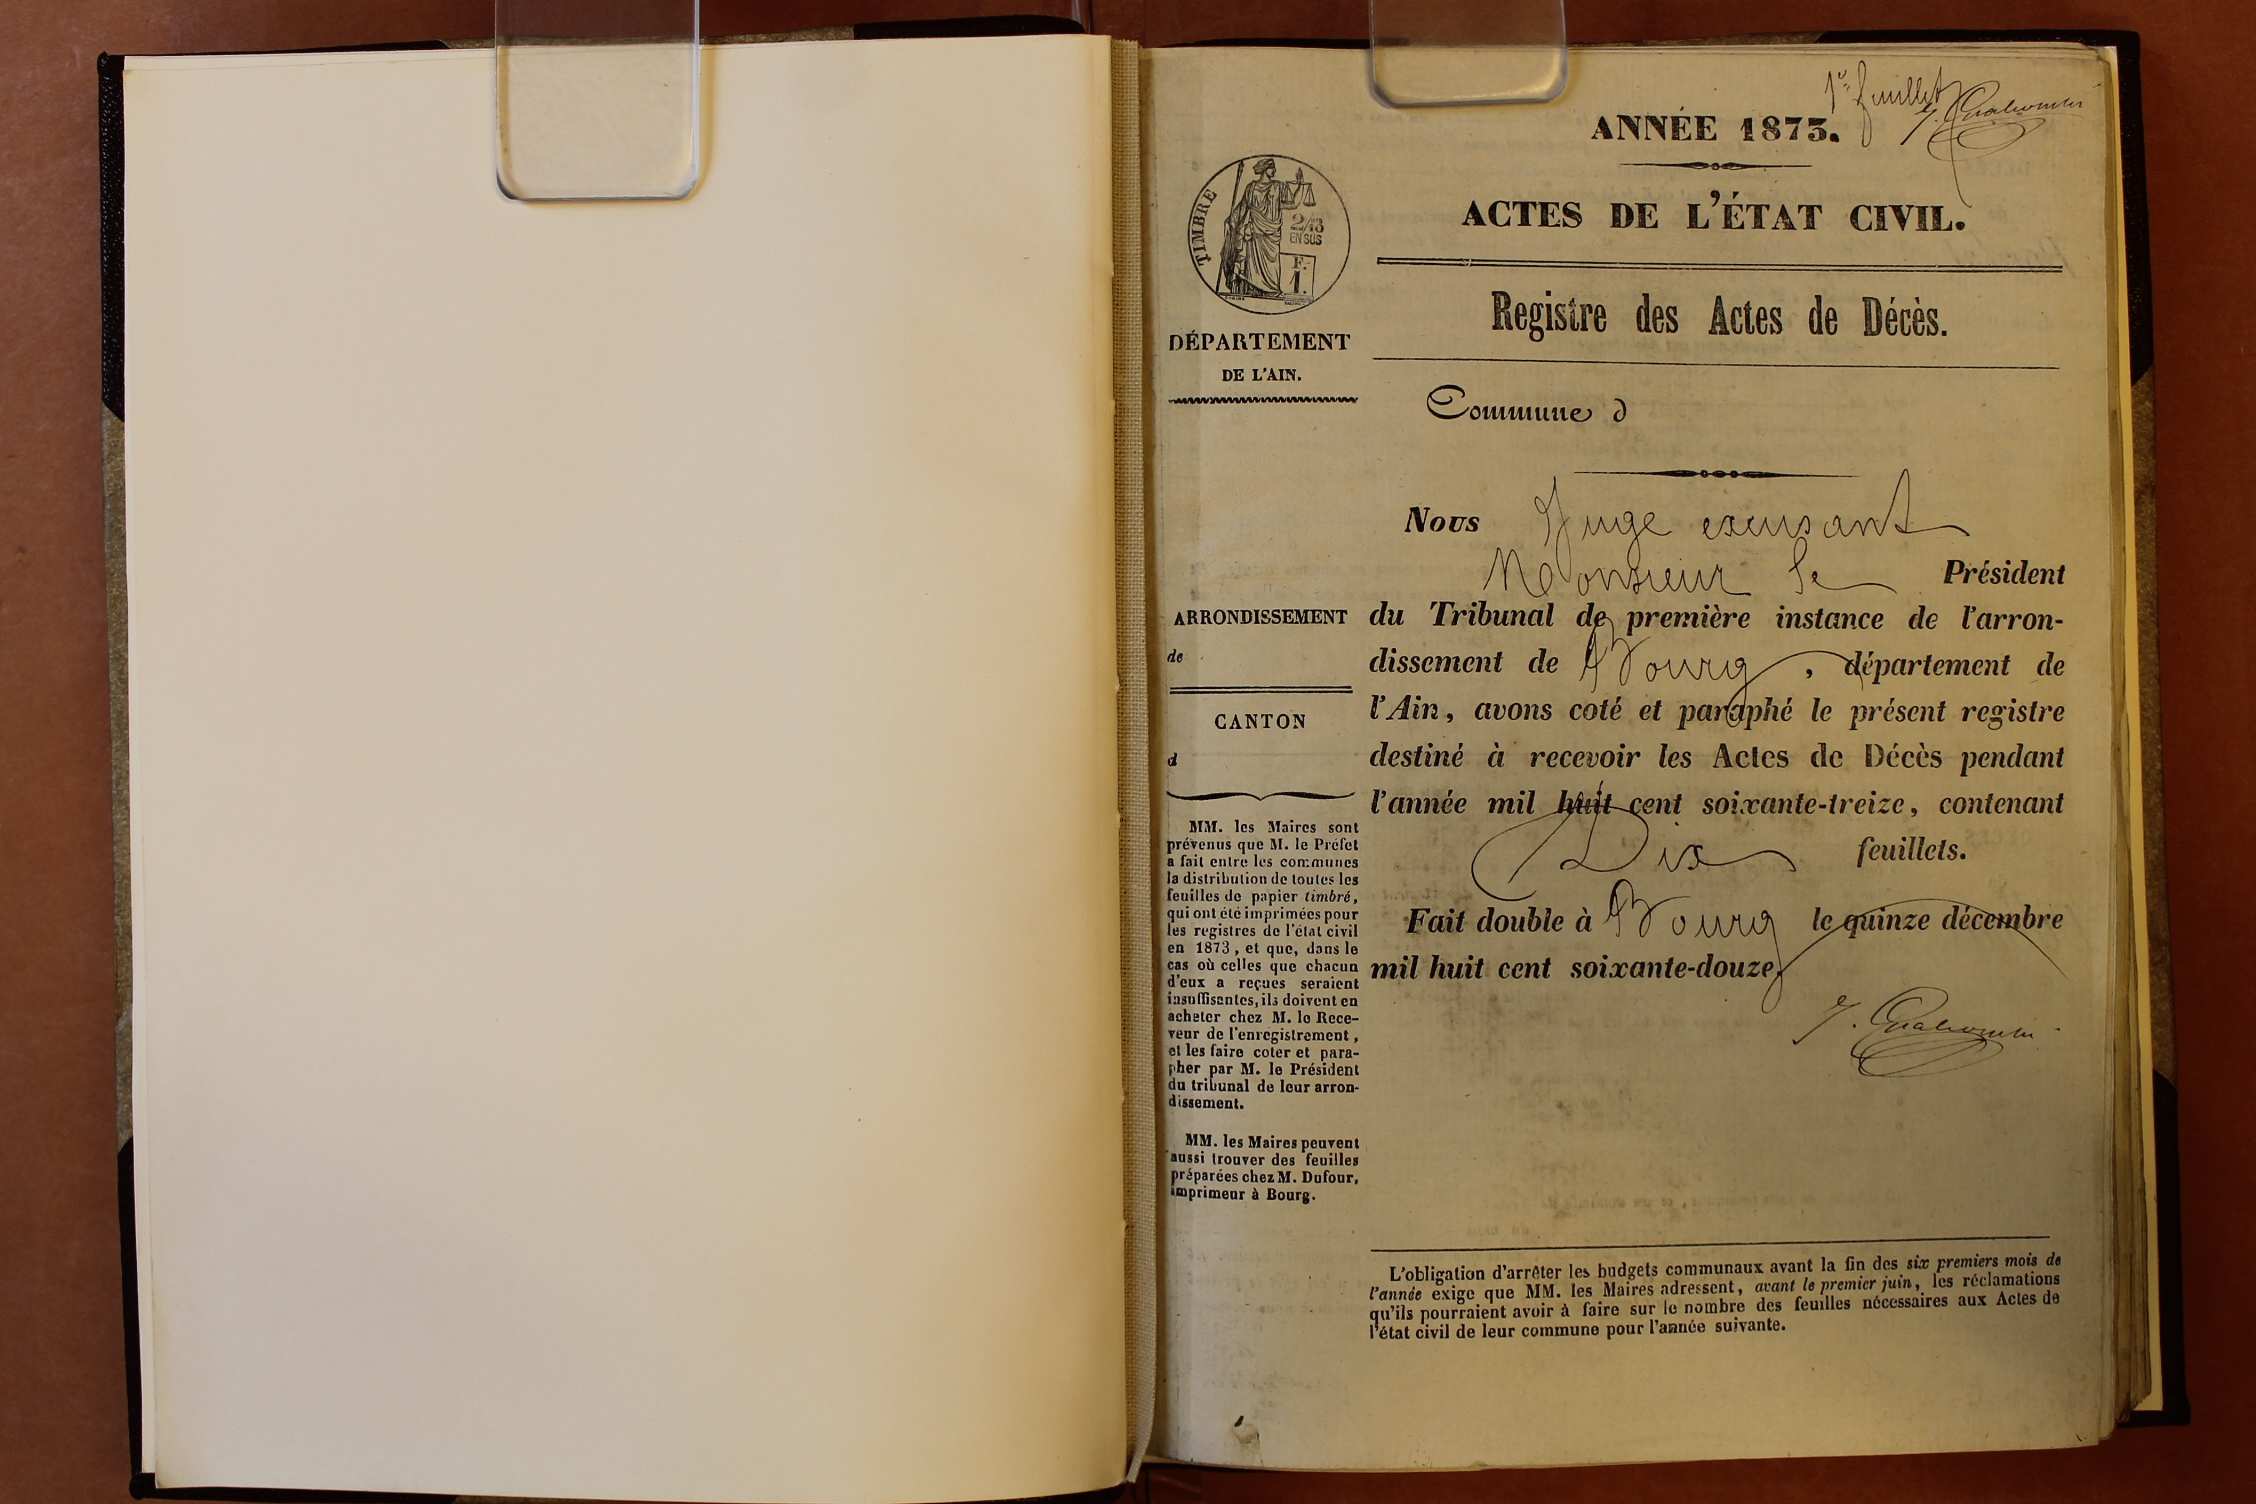 1er feuillet
ANNÉE 1873.
ACTES DE L'ÉTAT CIVIL.
Registre des Actes de Décès.
Commune d
TIMBRE
2/10
EN SUS
F
1.
DÉPARTEMENT
DE L'AIN.
ARRONDISSEMENT
de
CANTON
d
MM. les Maires sont
prévenus que M. le Préfet
a fait entre les communes
la distribution de toutes les
feuilles de papier timbré,
qui ont été imprimées pour
les registres de l'état civil
en 1873, et que, dans le
cas où celles que chacun
d'eux a reçues seraient
insuffisantes, ils doivent en
acheter chez M. le Rece-
veur de l'enregistrement,
et les faire coter et para-
pher par M. le Président
du tribunal de leur arron-
dissement.
MM. les Maires peuvent
aussi trouver des feuilles
préparées chez M. Dufour,
imprimeur à Bourg.
Nous Juge excusant
Monsieur le Président
du Tribunal de première instance de l'arron-
dissement de Bourg, département de
l'Ain, avons coté et paraphé le présent registre
destiné à recevoir les Actes de Décès pendant
l'année mil huit cent soixante-treize, contenant
Dix feuillets.
Fait double à Bourg le quinze décembre
mil huit cent soixante-douze.
L'obligation d'arrêter les budgets communaux avant la fin des six premiers mois de
l'année exige que MM. les Maires adressent, avant le premier juin, les réclamations
qu'ils pourraient avoir à faire sur le nombre des feuilles nécessaires aux Actes de
l'état civil de leur commune pour l'année suivante.